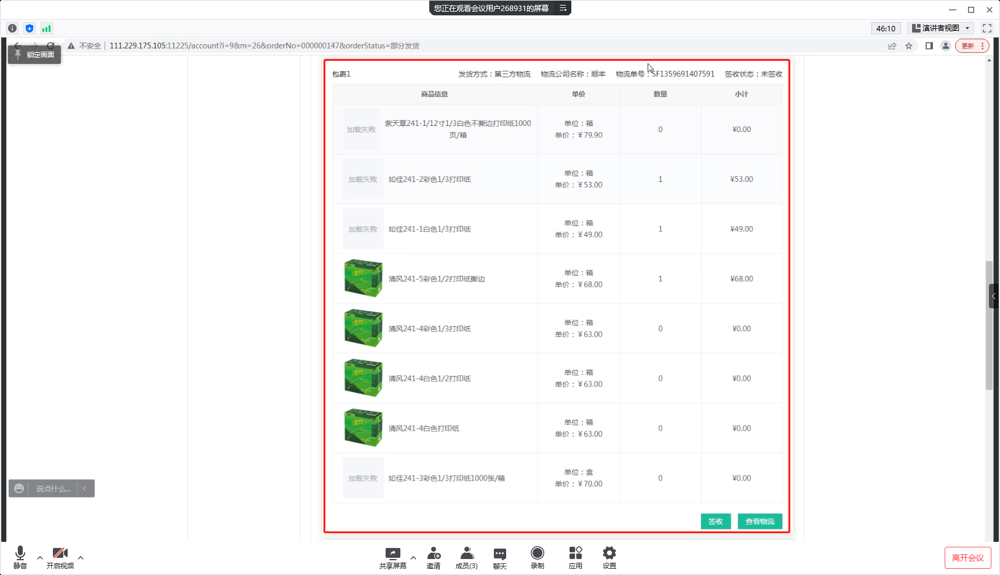 您正在观看会议用户268931的屏幕
46:10
演讲者视图
不安全
111.229.175.105:11225/account?i=9&m=26&orderNo=000000147&orderStatus=部分发货
更新
锁定画面
包裹1
发货方式：第三方物流
物流公司名称：顺丰
物流单号：SF1359691407591
签收状态：未签收
商品信息
单价
数量
小计
加载失败
紫天章241-1/12寸1/3白色不撕边打印纸1000
页/箱
单位：箱
单价：￥79.90
0
¥0.00
加载失败
如佳241-2彩色1/3打印纸
单位：箱
单价：￥53.00
1
¥53.00
加载失败
如佳241-1白色1/3打印纸
单位：箱
单价：￥49.00
1
¥49.00
清风241-5彩色1/2打印纸撕边
单位：箱
单价：￥68.00
1
¥68.00
清风241-4彩色1/3打印纸
单位：箱
单价：￥63.00
0
¥0.00
清风241-4白色1/2打印纸
单位：箱
单价：￥63.00
0
¥0.00
清风241-4白色打印纸
单位：箱
单价：￥63.00
0
¥0.00
加载失败
如佳241-3彩色1/3打印纸1000张/箱
单位：盒
单价：￥70.00
0
¥0.00
说点什么...
签收
查看物流
静音
开启视频
共享屏幕
邀请
成员(3)
聊天
录制
应用
设置
离开会议